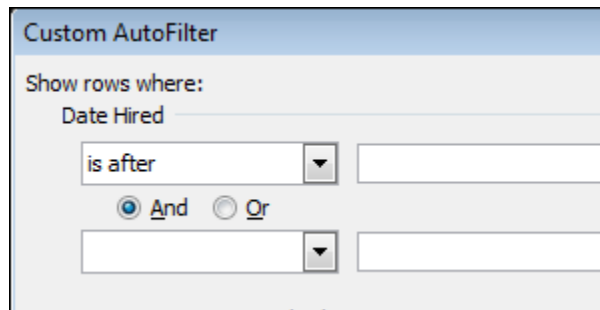 Custom AutoFilter
Show rows where:
Date Hired
is after
And Or